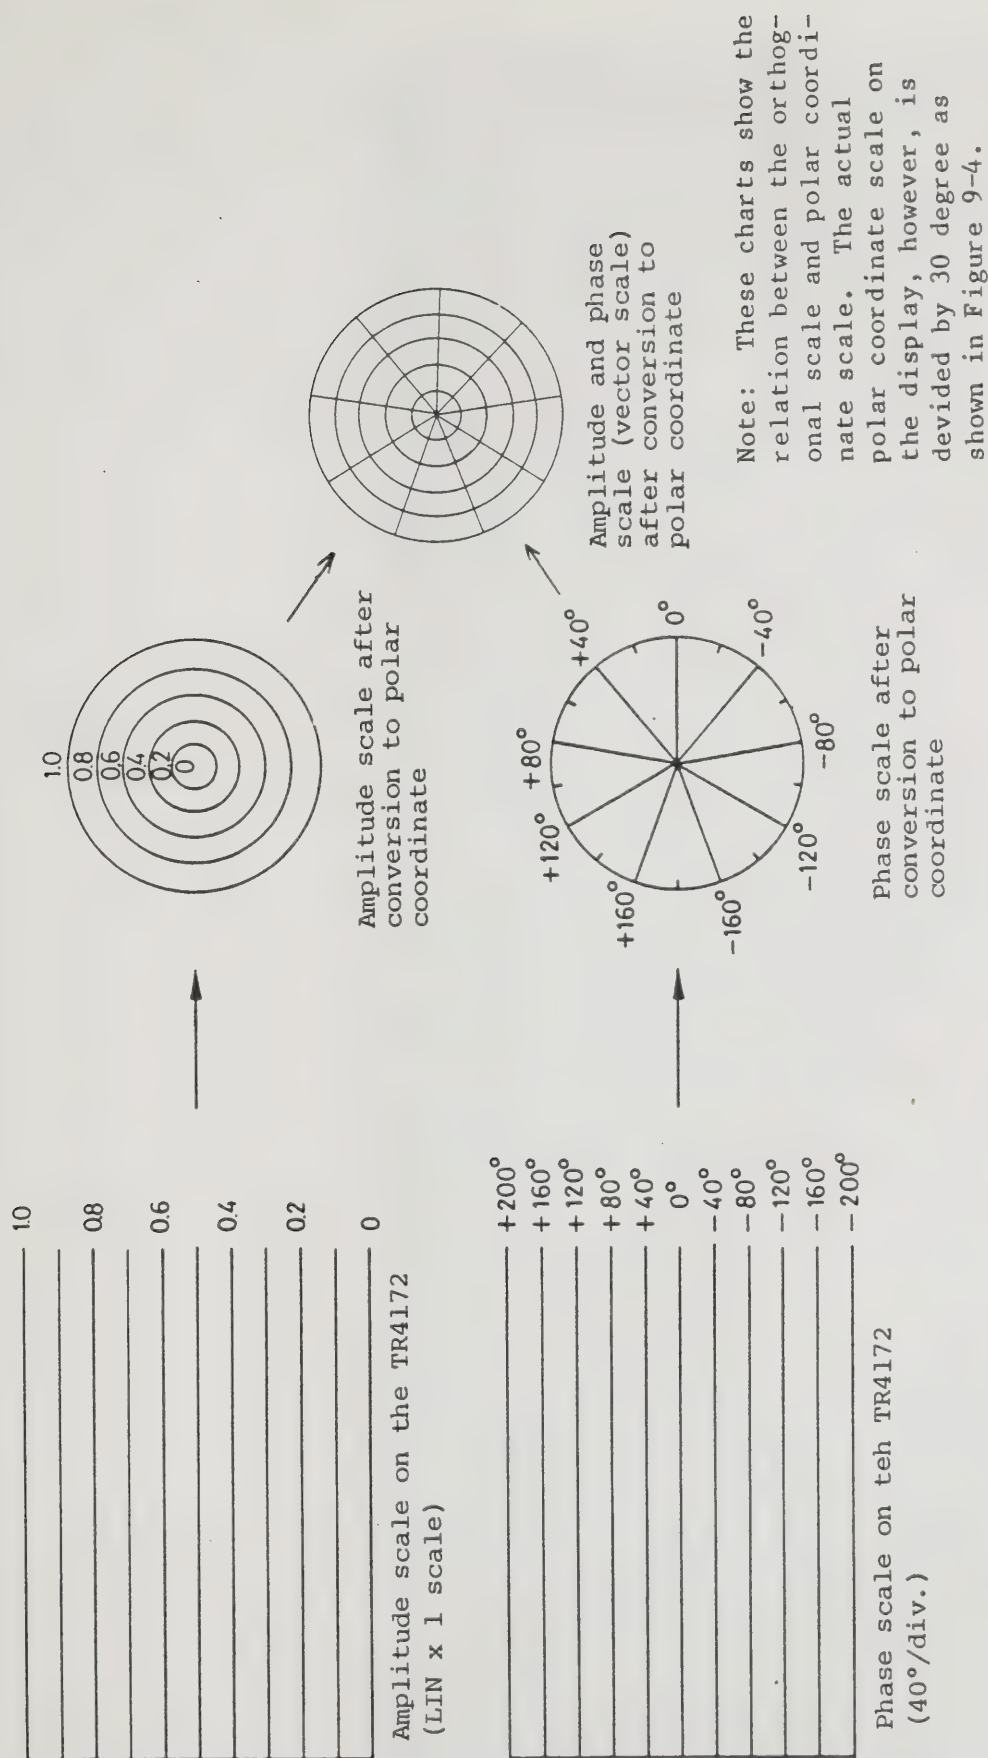 1.0
0.8
0.6
0.4
0.2
0
Amplitude scale on the TR4172
(LIN x 1 scale)
1.0
0.8
0.6
0.4
0.2
0
Amplitude scale after
conversion to polar
coordinate
+200°
+160°
+120°
+80°
+40°
0°
-40°
-80°
-120°
-160°
-200°
Phase scale on teh TR4172
(40°/div.)
+80°
+40°
+120°
0°
+160°
-40°
-160°
-120°
-80°
Phase scale after
conversion to polar
coordinate
Amplitude and phase
scale (vector scale)
after conversion to
polar coordinate
Note: These charts show the
relation between the orthog-
onal scale and polar coordi-
nate scale. The actual
polar coordinate scale on
the display, however, is
devided by 30 degree as
shown in Figure 9-4.